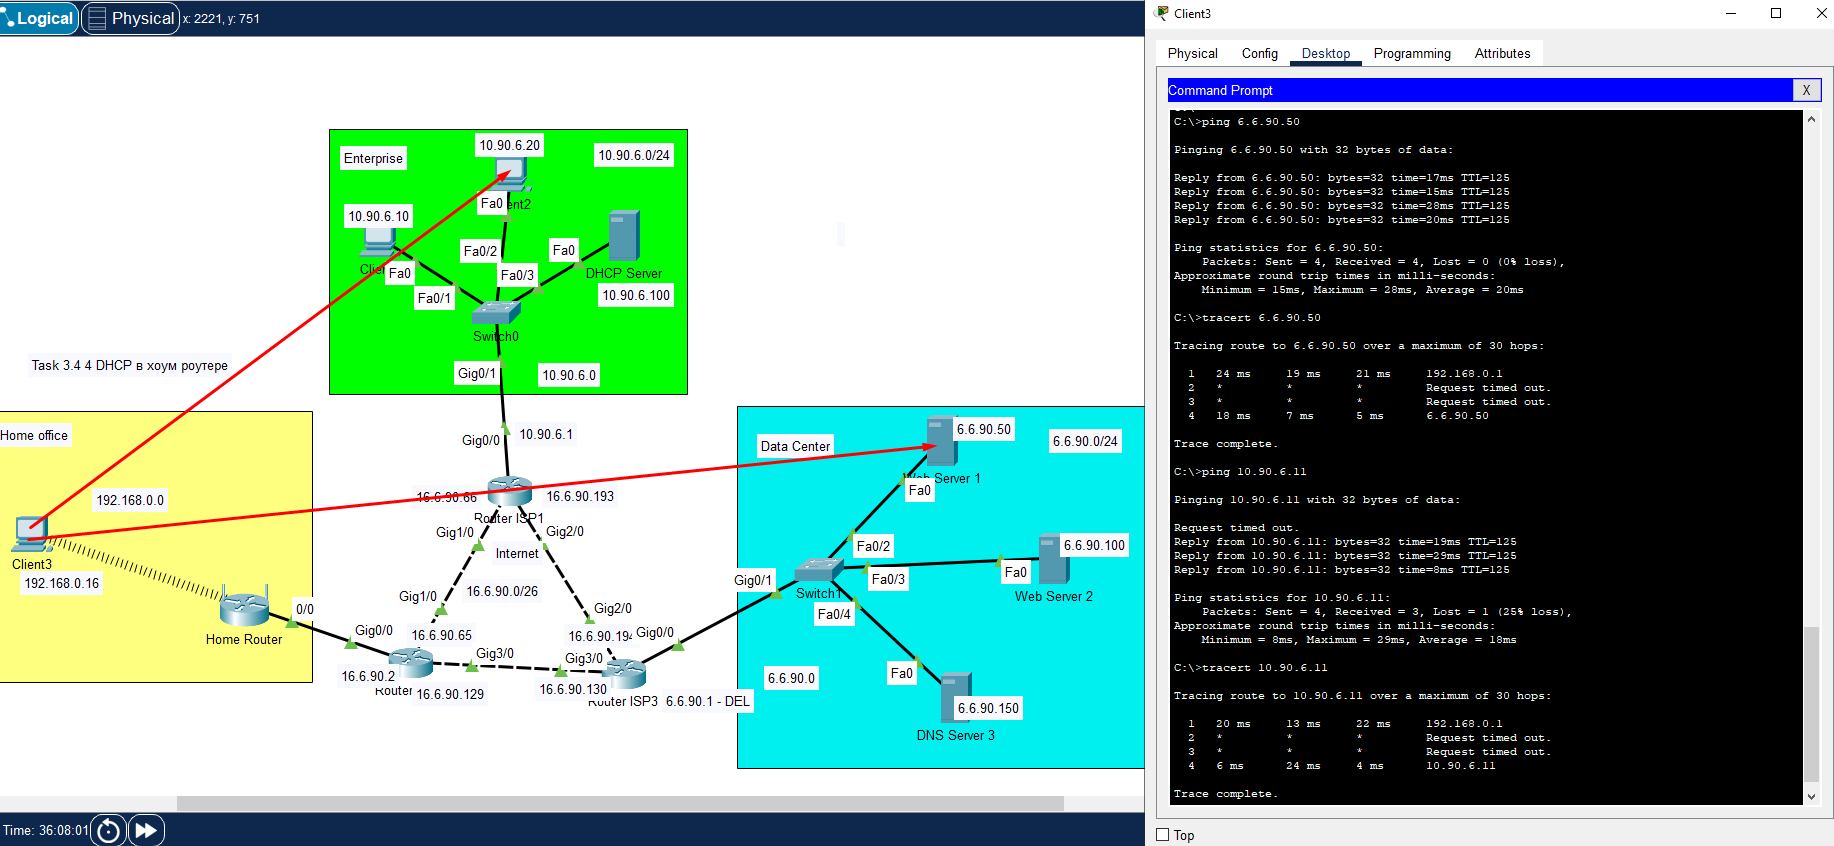 Logical
Physical
x: 2221, y: 751
Enterprise
10.90.6.20
10.90.6.0/24
Fa0
ent2
10.90.6.10
Fa0/2
Fa0
Clie
Fa0
Fa0/3
DHCP Server
Fa0/1
10.90.6.100
Switch0
Task 3.4 4 DHCP в хоум роутере
Gig0/1
10.90.6.0
Home office
Gig0/0
10.90.6.1
192.168.0.0
16.6.90.66
16.6.90.193
Router ISP1
Gig1/0
Gig2/0
Internet
Client3
192.168.0.16
16.6.90.0/26
Gig1/0
0/0
Gig2/0
Home Router
Gig0/0
16.6.90.65
16.6.90.194
Gig0/0
Gig3/0
Gig3/0
16.6.90.2
Router
16.6.90.129
16.6.90.130
Router ISP3
6.6.90.1 - DEL
Data Center
6.6.90.50
6.6.90.0/24
Web Server 1
Fa0
Fa0/2
6.6.90.100
Gig0/1
Fa0/3
Fa0
Switch1
Web Server 2
Fa0/4
Fa0
6.6.90.0
6.6.90.150
DNS Server 3
Time: 36:08:01
Client3
Physical
Config
Desktop
Programming
Attributes
Command Prompt
X
C:\>ping 6.6.90.50
Pinging 6.6.90.50 with 32 bytes of data:
Reply from 6.6.90.50: bytes=32 time=17ms TTL=125
Reply from 6.6.90.50: bytes=32 time=15ms TTL=125
Reply from 6.6.90.50: bytes=32 time=28ms TTL=125
Reply from 6.6.90.50: bytes=32 time=20ms TTL=125
Ping statistics for 6.6.90.50:
Packets: Sent = 4, Received = 4, Lost = 0 (0% loss),
Approximate round trip times in milli-seconds:
Minimum = 15ms, Maximum = 28ms, Average = 20ms
C:\>tracert 6.6.90.50
Tracing route to 6.6.90.50 over a maximum of 30 hops:
1 24 ms 19 ms 21 ms 192.168.0.1
2 * * * Request timed out.
3 * * * Request timed out.
4 18 ms 7 ms 5 ms 6.6.90.50
Trace complete.
C:\>ping 10.90.6.11
Pinging 10.90.6.11 with 32 bytes of data:
Request timed out.
Reply from 10.90.6.11: bytes=32 time=19ms TTL=125
Reply from 10.90.6.11: bytes=32 time=29ms TTL=125
Reply from 10.90.6.11: bytes=32 time=8ms TTL=125
Ping statistics for 10.90.6.11:
Packets: Sent = 4, Received = 3, Lost = 1 (25% loss),
Approximate round trip times in milli-seconds:
Minimum = 8ms, Maximum = 29ms, Average = 18ms
C:\>tracert 10.90.6.11
Tracing route to 10.90.6.11 over a maximum of 30 hops:
1 20 ms 13 ms 22 ms 192.168.0.1
2 * * * Request timed out.
3 * * * Request timed out.
4 6 ms 24 ms 4 ms 10.90.6.11
Trace complete.
Top